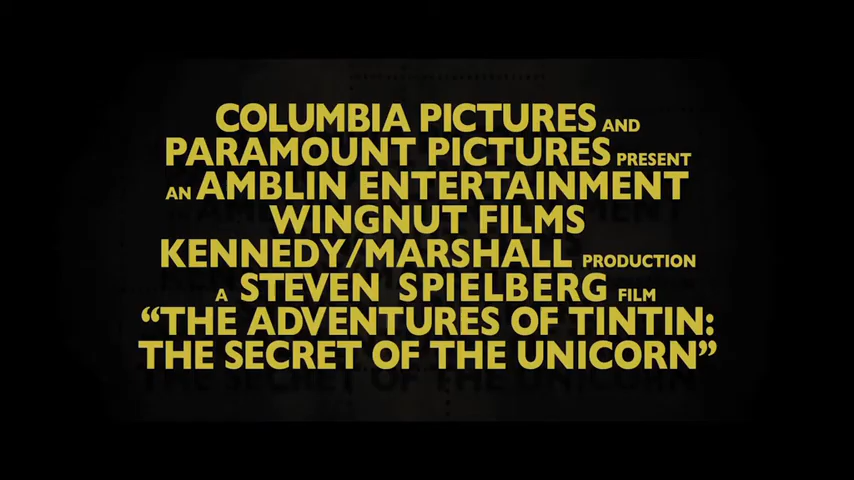 COLUMBIA PICTURES AND
PARAMOUNT PICTURES PRESENT
AN AMBLIN ENTERTAINMENT
WINGNUT FILMS
KENNEDY/MARSHALL PRODUCTION
A STEVEN SPIELBERG FILM
“THE ADVENTURES OF TINTIN:
THE SECRET OF THE UNICORN”